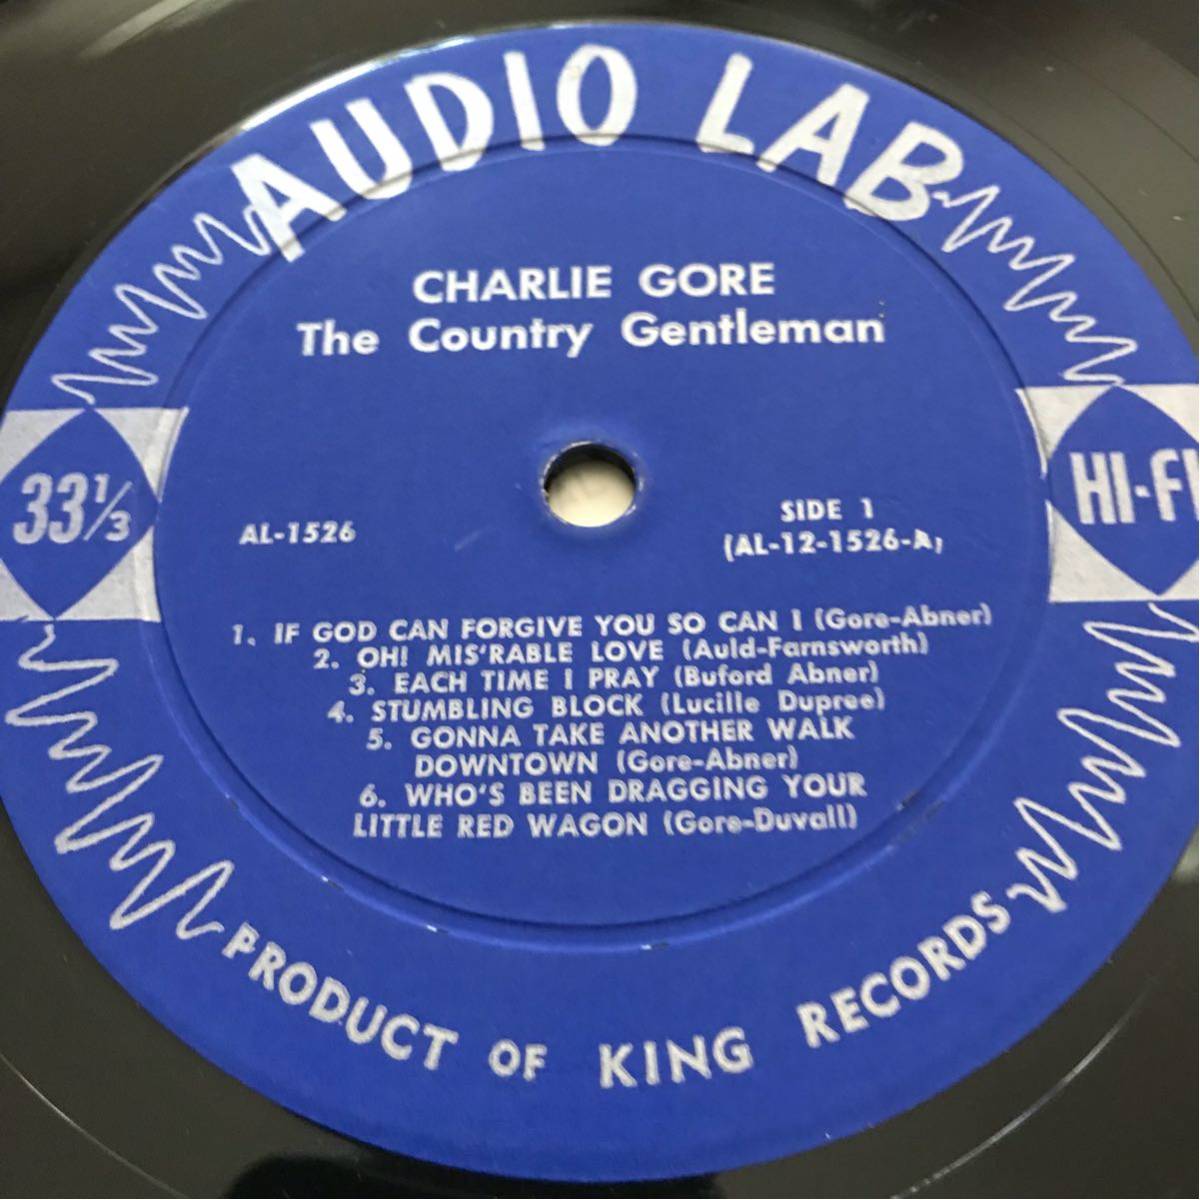 AUDIO LAB
CHARLIE GORE
The Country Gentleman
33 1/3
HI-FI
AL-1526
SIDE 1
(AL-12-1526-A)
1. IF GOD CAN FORGIVE YOU SO CAN I (Gore-Abner)
2. OH! MIS'RABLE LOVE (Auld-Farnsworth)
3. EACH TIME I PRAY (Buford Abner)
4. STUMBLING BLOCK (Lucille Dupree)
5. GONNA TAKE ANOTHER WALK
DOWNTOWN (Gore-Abner)
6. WHO'S BEEN DRAGGING YOUR
LITTLE RED WAGON (Gore-Duvall)
PRODUCT OF KING RECORDS